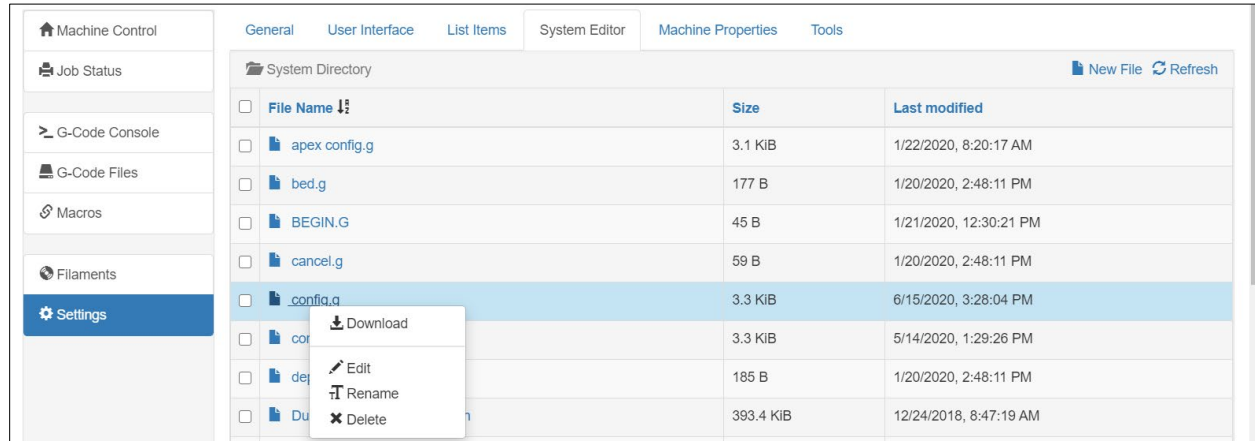 Machine Control
General User Interface List Items System Editor Machine Properties Tools
Job Status
System Directory
New File Refresh
File Name Size Last modified
G-Code Console
apex config.g 3.1 KiB 1/22/2020, 8:20:17 AM
G-Code Files
bed.g 177 B 1/20/2020, 2:48:11 PM
Macros
BEGIN.G 45 B 1/21/2020, 12:30:21 PM
Filaments
cancel.g 59 B 1/20/2020, 2:48:11 PM
Settings
config.g 3.3 KiB 6/15/2020, 3:28:04 PM
Download
3.3 KiB 5/14/2020, 1:29:26 PM
Edit
185 B 1/20/2020, 2:48:11 PM
Rename
Delete
393.4 KiB 12/24/2018, 8:47:19 AM